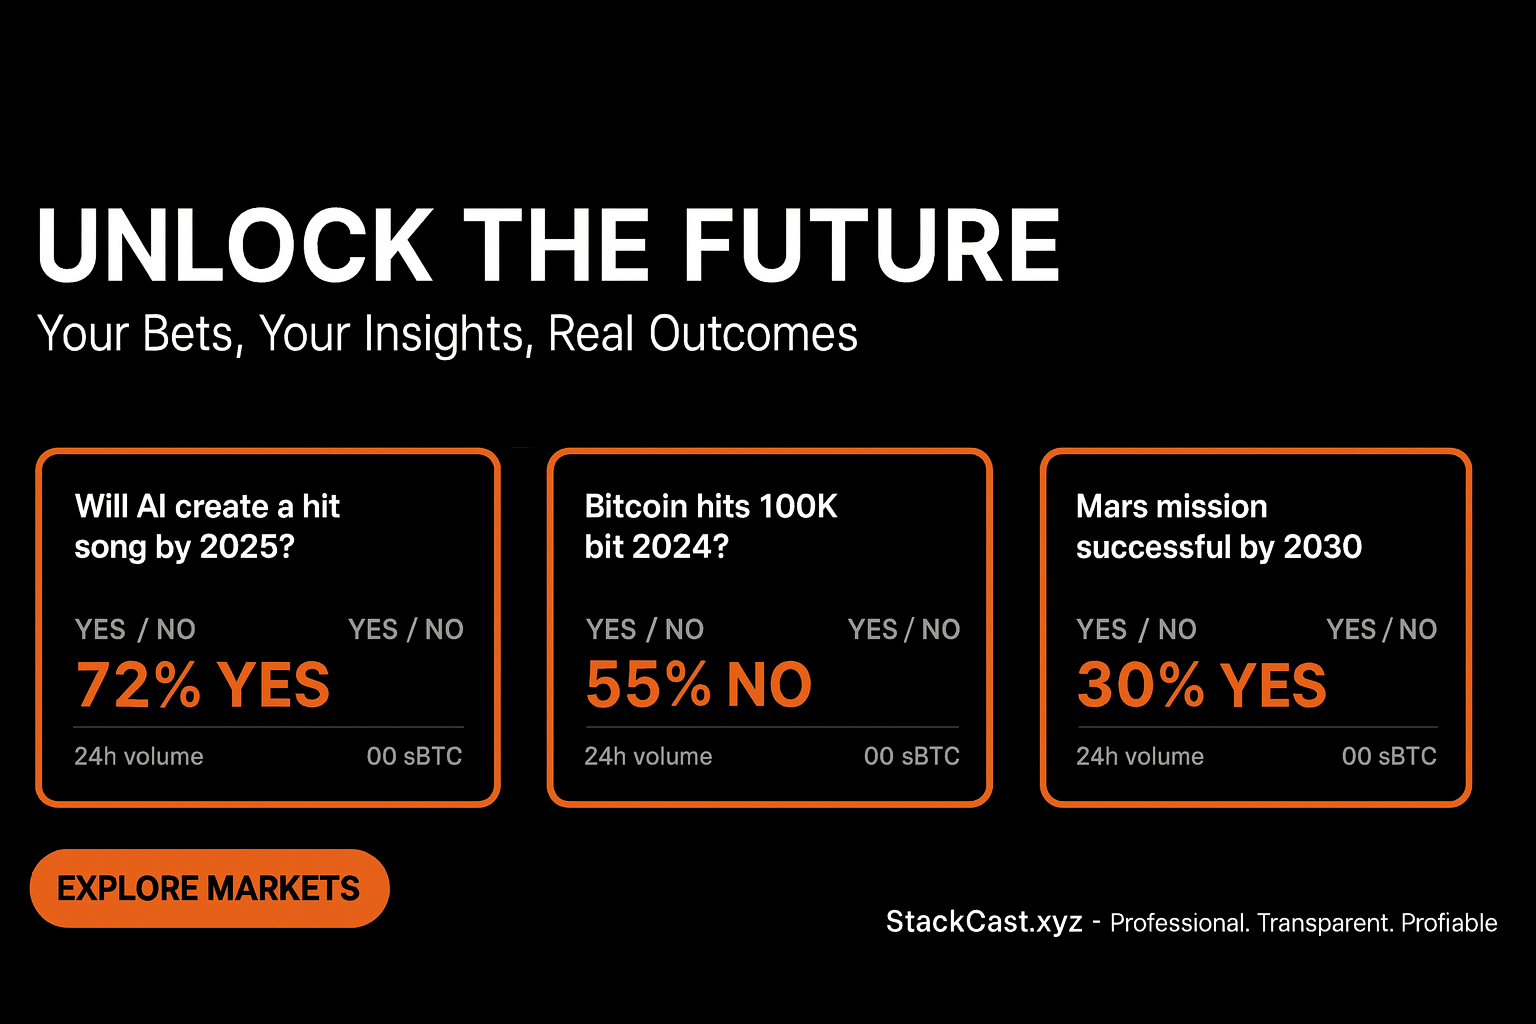 UNLOCK THE FUTURE
Your Bets, Your Insights, Real Outcomes
Will AI create a hit
song by 2025?
YES / NO YES / NO
72% YES
24h volume 00 sBTC
Bitcoin hits 100K
bit 2024?
YES / NO YES / NO
55% NO
24h volume 00 sBTC
Mars mission
successful by 2030
YES / NO YES / NO
30% YES
24h volume 00 sBTC
EXPLORE MARKETS
StackCast.xyz - Professional. Transparent. Profiable